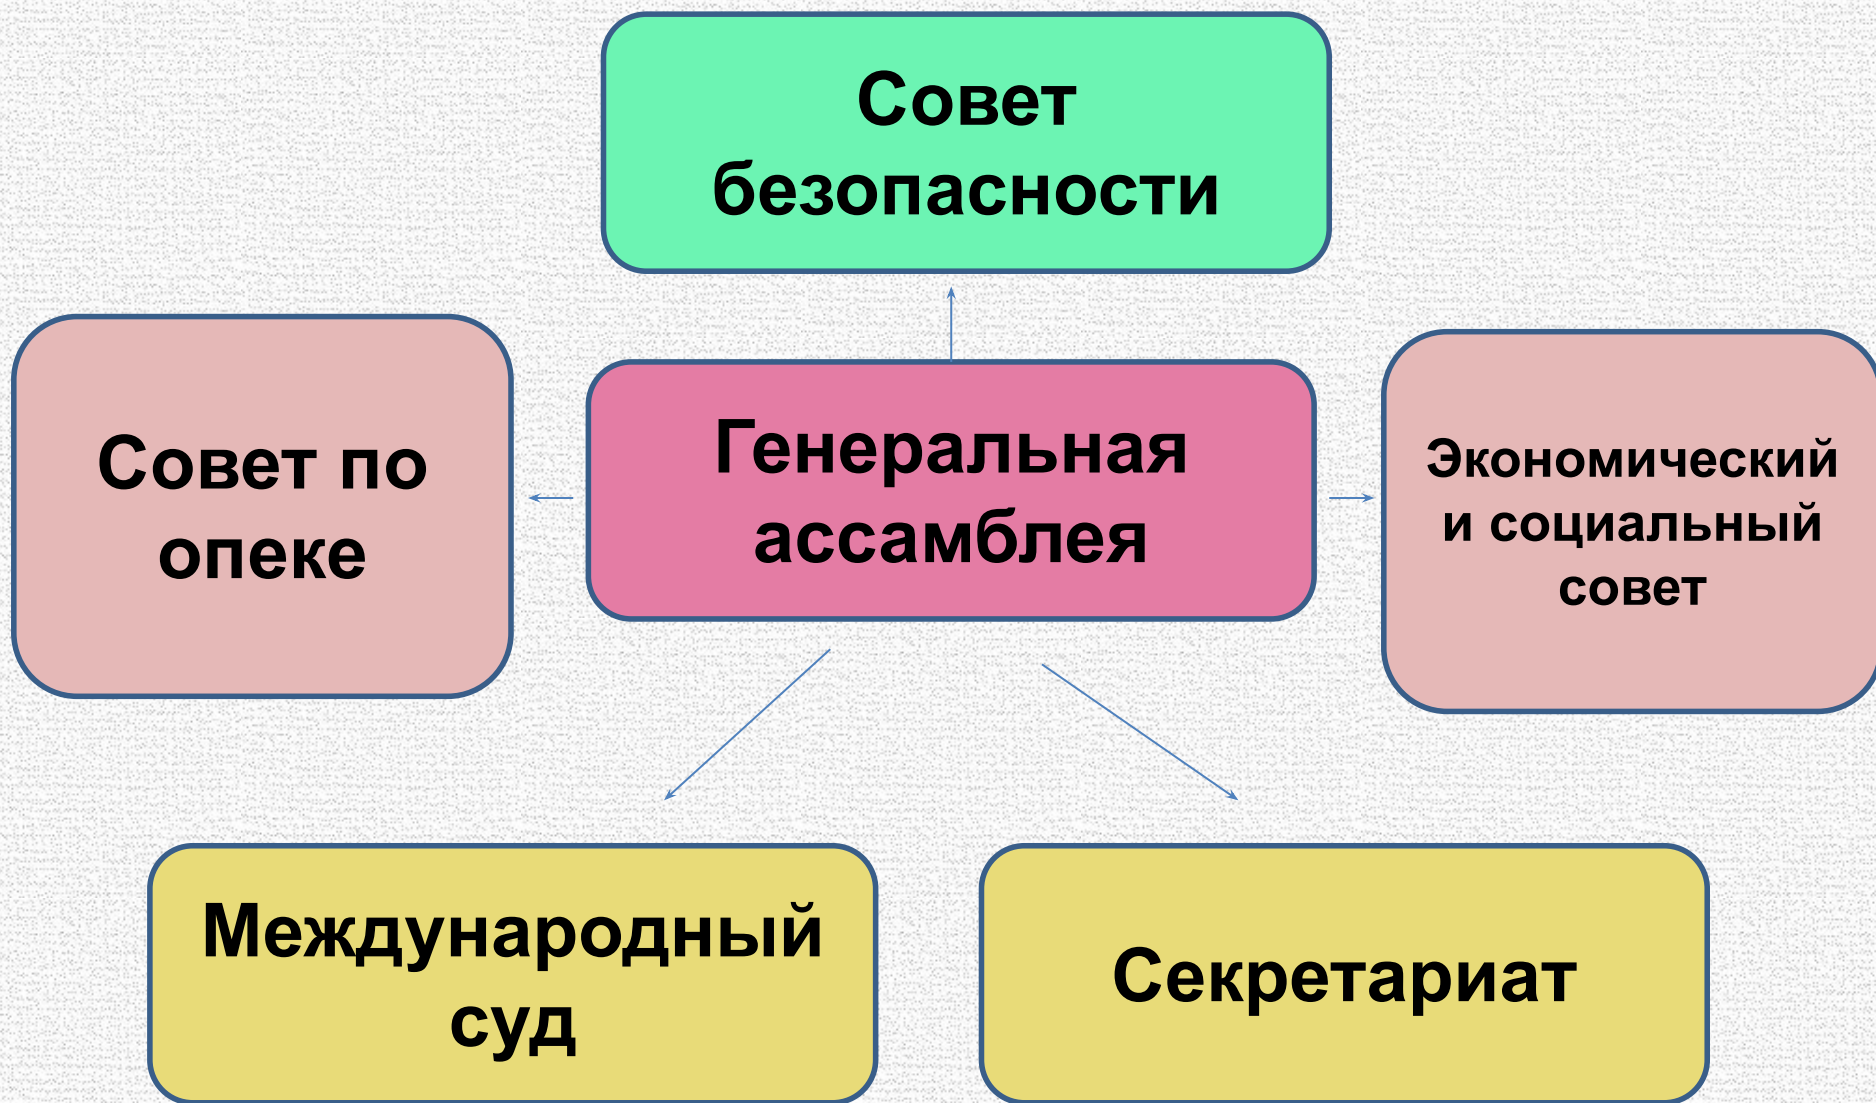 Совет
безопасности
Совет по
опеке
Генеральная
ассамблея
Экономический
и социальный
совет
Международный
суд
Секретариат